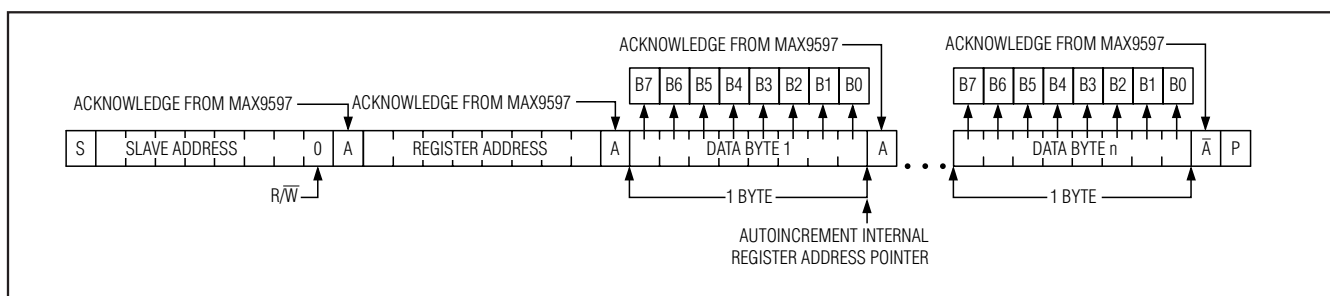 ACKNOWLEDGE FROM MAX9597
ACKNOWLEDGE FROM MAX9597
B7 B6 B5 B4 B3 B2 B1 B0
B7 B6 B5 B4 B3 B2 B1 B0
ACKNOWLEDGE FROM MAX9597
ACKNOWLEDGE FROM MAX9597
S SLAVE ADDRESS 0 A REGISTER ADDRESS A DATA BYTE 1 A • • • DATA BYTE n A̅ P
R/W̅
1 BYTE
1 BYTE
AUTOINCREMENT INTERNAL
REGISTER ADDRESS POINTER